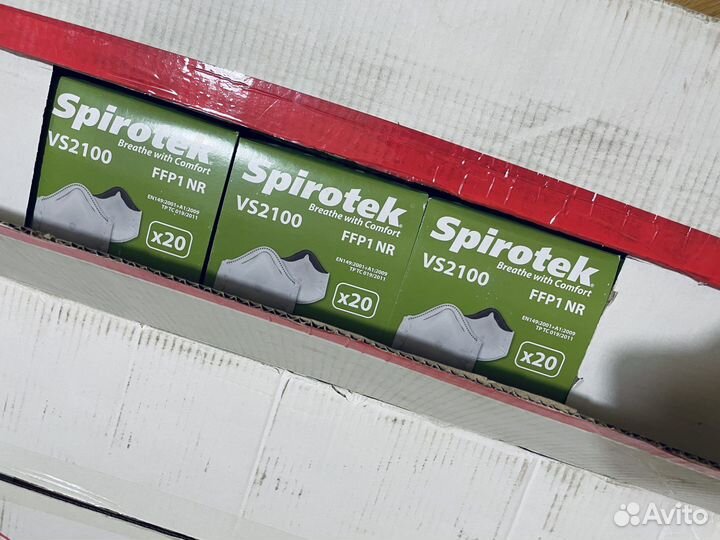 Spirotek
Breathe with Comfort
VS2100
FFP1 NR
EN149:2001+A1:2009
TP TC 019/2011
x20
Spirotek
Breathe with Comfort
VS2100
FFP1 NR
EN149:2001+A1:2009
TP TC 019/2011
x20
Spirotek®
Breathe with Comfort
VS2100
FFP1 NR
EN149:2001+A1:2009
TP TC 019/2011
x20
Avito